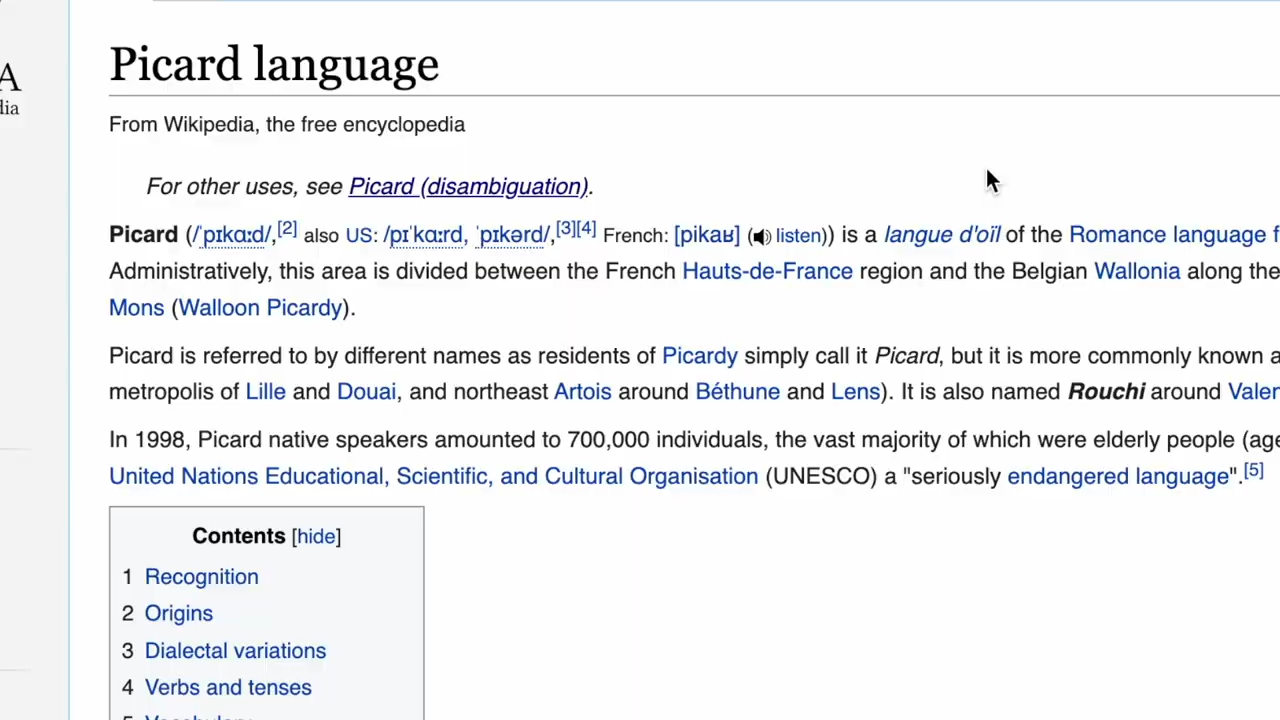 A
dia
Picard language
From Wikipedia, the free encyclopedia
For other uses, see Picard (disambiguation).
Picard (/ˈpɪkɑːd/,[2] also US: /pɪˈkɑːrd, ˈpɪkərd/,[3][4] French: [pikaʁ] (listen)) is a langue d'oïl of the Romance language f
Administratively, this area is divided between the French Hauts-de-France region and the Belgian Wallonia along the
Mons (Walloon Picardy).
Picard is referred to by different names as residents of Picardy simply call it Picard, but it is more commonly known a
metropolis of Lille and Douai, and northeast Artois around Béthune and Lens). It is also named Rouchi around Valen
In 1998, Picard native speakers amounted to 700,000 individuals, the vast majority of which were elderly people (age
United Nations Educational, Scientific, and Cultural Organisation (UNESCO) a "seriously endangered language".[5]
Contents [hide]
1 Recognition
2 Origins
3 Dialectal variations
4 Verbs and tenses
5 Vocabulary